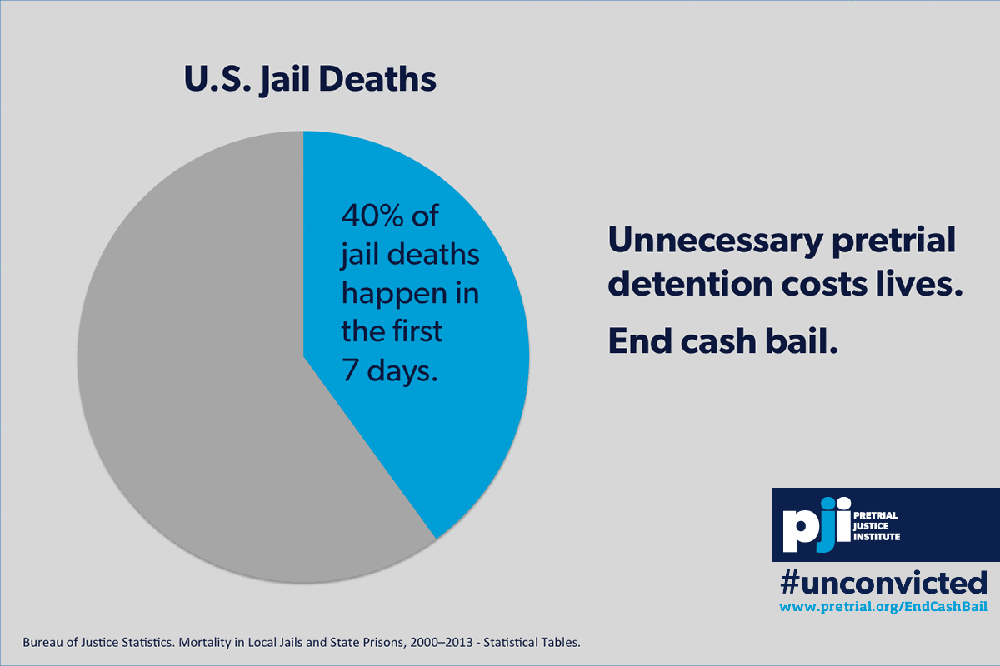 U.S. Jail Deaths
40% of
jail deaths
happen in
the first
7 days.
Unnecessary pretrial
detention costs lives.
End cash bail.
pji
PRETRIAL
JUSTICE
INSTITUTE
#unconvicted
www.pretrial.org/EndCashBail
Bureau of Justice Statistics. Mortality in Local Jails and State Prisons, 2000–2013 - Statistical Tables.